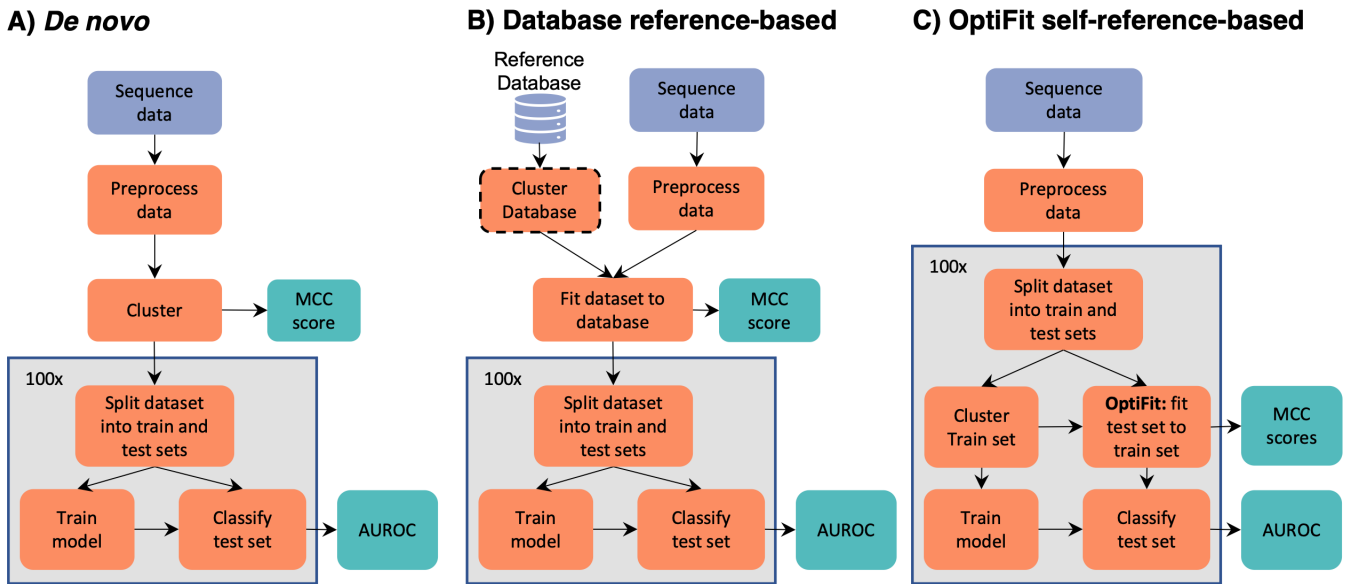 A) De novo
Sequence
data
Preprocess
data
Cluster
MCC
score
100x
Split dataset
into train and
test sets
Train
model
Classify
test set
AUROC
B) Database reference-based
Reference
Database
Sequence
data
Cluster
Database
Preprocess
data
Fit dataset to
database
MCC
score
100x
Split dataset
into train and
test sets
Train
model
Classify
test set
AUROC
C) OptiFit self-reference-based
Sequence
data
Preprocess
data
100x
Split dataset
into train and
test sets
Cluster
Train set
OptiFit: fit
test set to
train set
MCC
scores
Train
model
Classify
test set
AUROC